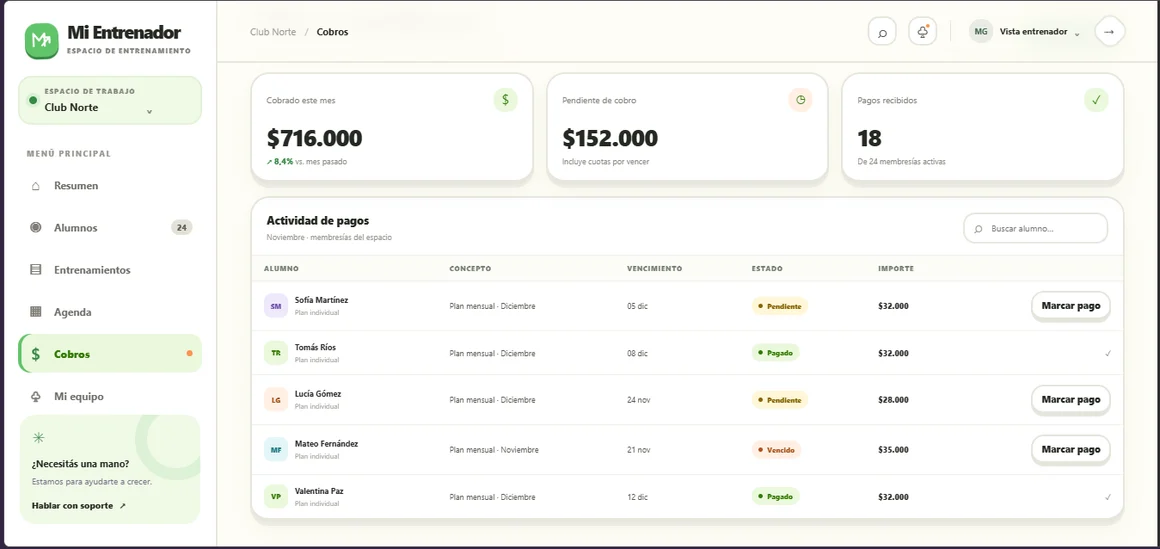 Mi Entrenador
ESPACIO DE ENTRENAMIENTO
ESPACIO DE TRABAJO
Club Norte
MENÚ PRINCIPAL
Resumen
Alumnos 24
Entrenamientos
Agenda
$ Cobros
Mi equipo
¿Necesitás una mano?
Estamos para ayudarte a crecer.
Hablar con soporte ↗
Club Norte / Cobros
MG Vista entrenador →
Cobrado este mes $
$716.000
↗ 8,4% vs. mes pasado
Pendiente de cobro
$152.000
Incluye cuotas por vencer
Pagos recibidos ✓
18
De 24 membresías activas
Actividad de pagos
Noviembre · membresías del espacio
Buscar alumno...
ALUMNO CONCEPTO VENCIMIENTO ESTADO IMPORTE
SM Sofía Martínez Plan individual Plan mensual · Diciembre 05 dic Pendiente $32.000 Marcar pago
TR Tomás Ríos Plan individual Plan mensual · Diciembre 08 dic Pagado $32.000 ✓
LG Lucía Gómez Plan individual Plan mensual · Diciembre 24 nov Pendiente $28.000 Marcar pago
MF Mateo Fernández Plan individual Plan mensual · Noviembre 21 nov Vencido $35.000 Marcar pago
VP Valentina Paz Plan individual Plan mensual · Diciembre 12 dic Pagado $32.000 ✓